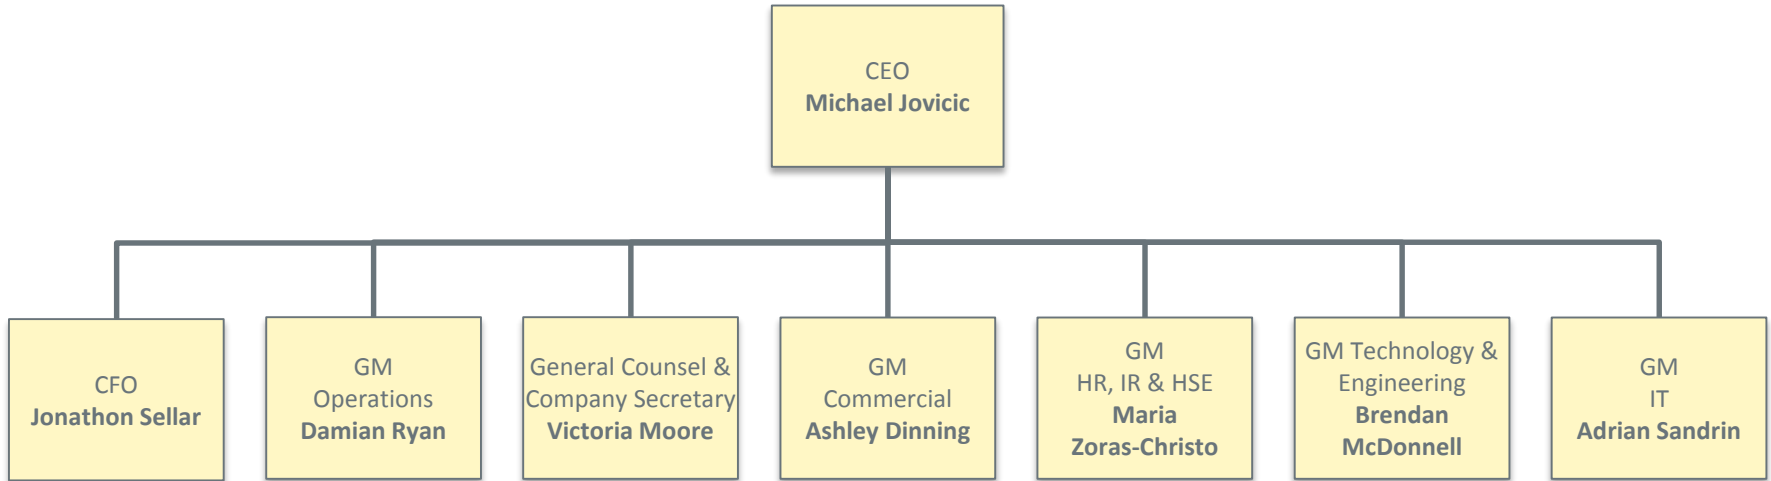 CEO
Michael Jovicic
CFO
Jonathon Sellar
GM
Operations
Damian Ryan
General Counsel &
Company Secretary
Victoria Moore
GM
Commercial
Ashley Dinning
GM
HR, IR & HSE
Maria
Zoras-Christo
GM Technology &
Engineering
Brendan
McDonnell
GM
IT
Adrian Sandrin